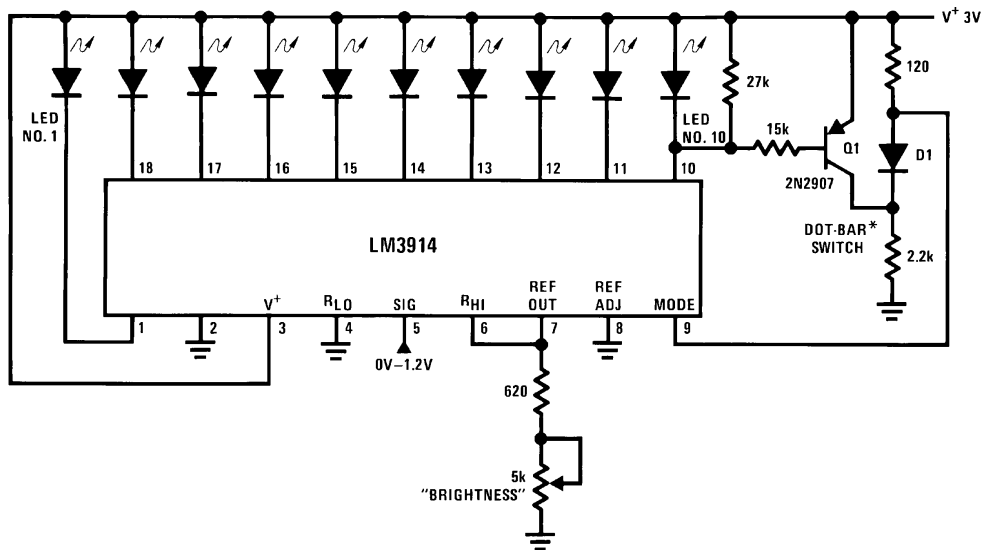 V+ 3V
120
27k
LED
NO. 1
LED
NO. 10
15k
Q1
D1
2N2907
18
17
16
15
14
13
12
11
10
DOT-BAR*
SWITCH
2.2k
LM3914
V+
RLO
SIG
RHI
REF
OUT
REF
ADJ
MODE
1
2
3
4
5
6
7
8
9
0V–1.2V
620
5k
"BRIGHTNESS"